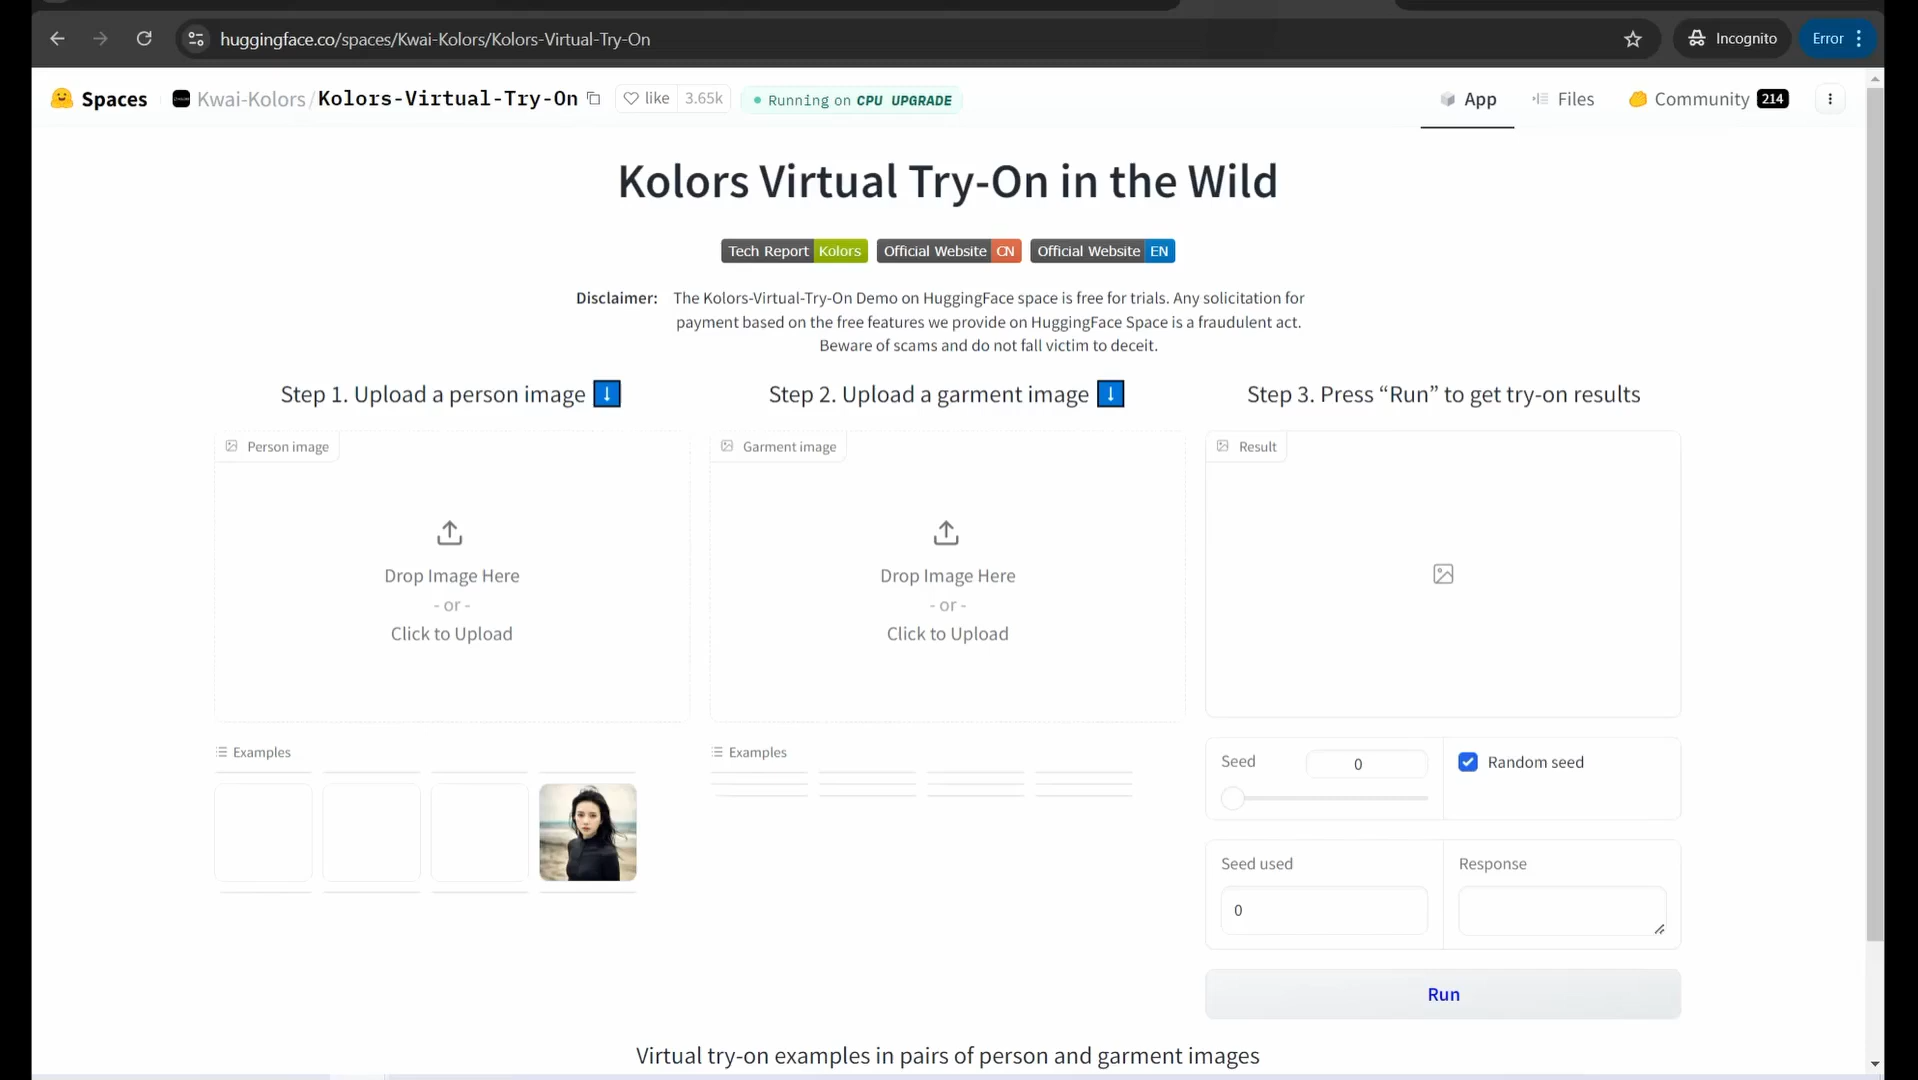 huggingface.co/spaces/Kwai-Kolors/Kolors-Virtual-Try-On
Incognito
Error
Spaces
Kwai-Kolors/Kolors-Virtual-Try-On
like 3.65k
Running on CPU UPGRADE
App
Files
Community 214
Kolors Virtual Try-On in the Wild
Tech Report Kolors
Official Website CN
Official Website EN
Disclaimer: The Kolors-Virtual-Try-On Demo on HuggingFace space is free for trials. Any solicitation for
payment based on the free features we provide on HuggingFace Space is a fraudulent act.
Beware of scams and do not fall victim to deceit.
Step 1. Upload a person image
Step 2. Upload a garment image
Step 3. Press “Run” to get try-on results
Person image
Drop Image Here
- or -
Click to Upload
Garment image
Drop Image Here
- or -
Click to Upload
Result
Examples
Examples
Seed
0
Random seed
Seed used
0
Response
Run
Virtual try-on examples in pairs of person and garment images